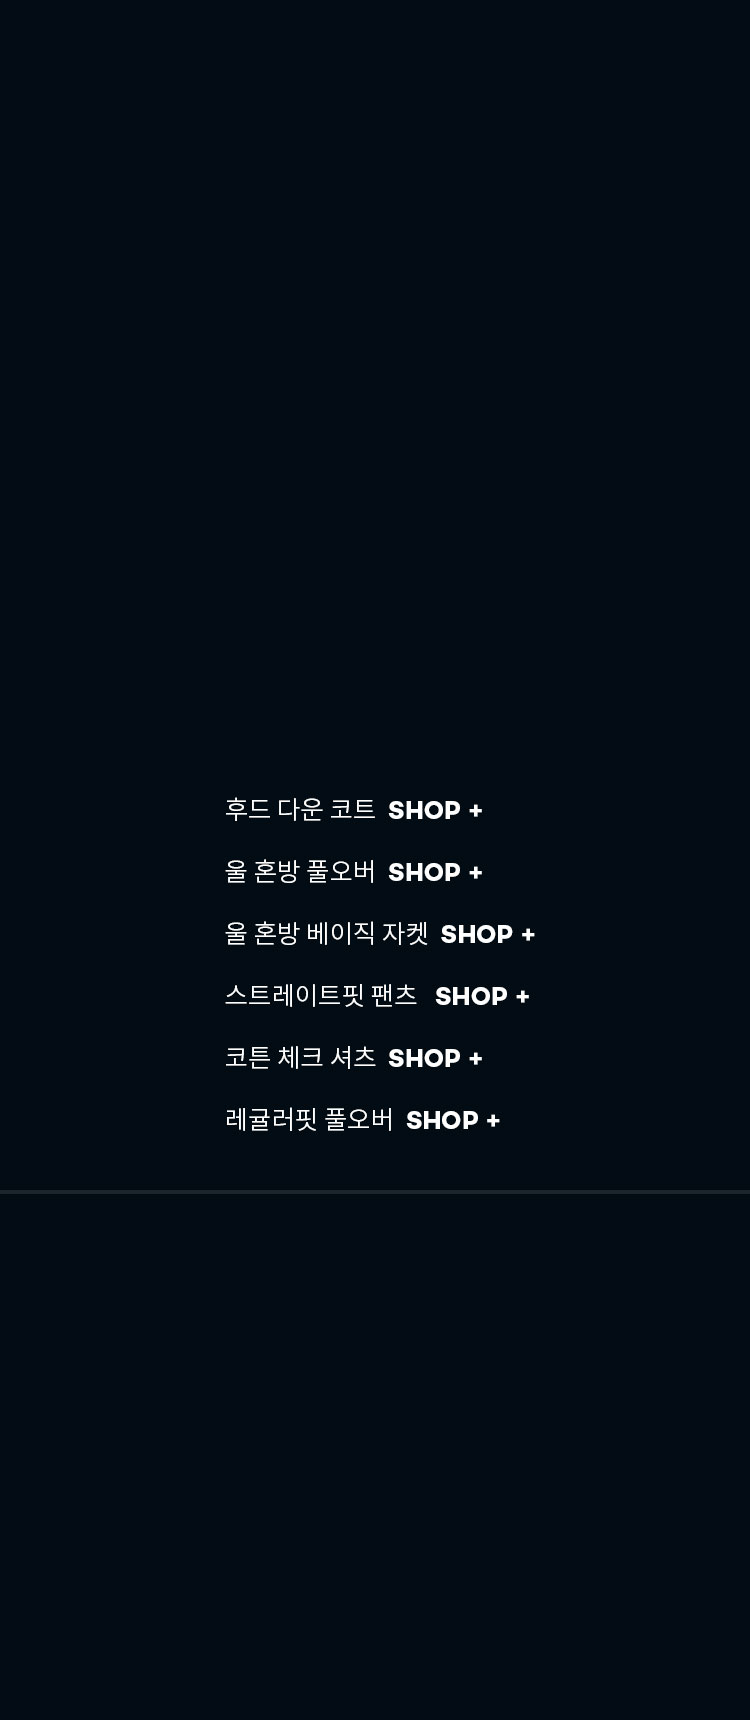 후드 다운 코트 SHOP +
울 혼방 풀오버 SHOP +
울 혼방 베이직 자켓 SHOP +
스트레이트핏 팬츠 SHOP +
코튼 체크 셔츠 SHOP +
레귤러핏 풀오버 SHOP +